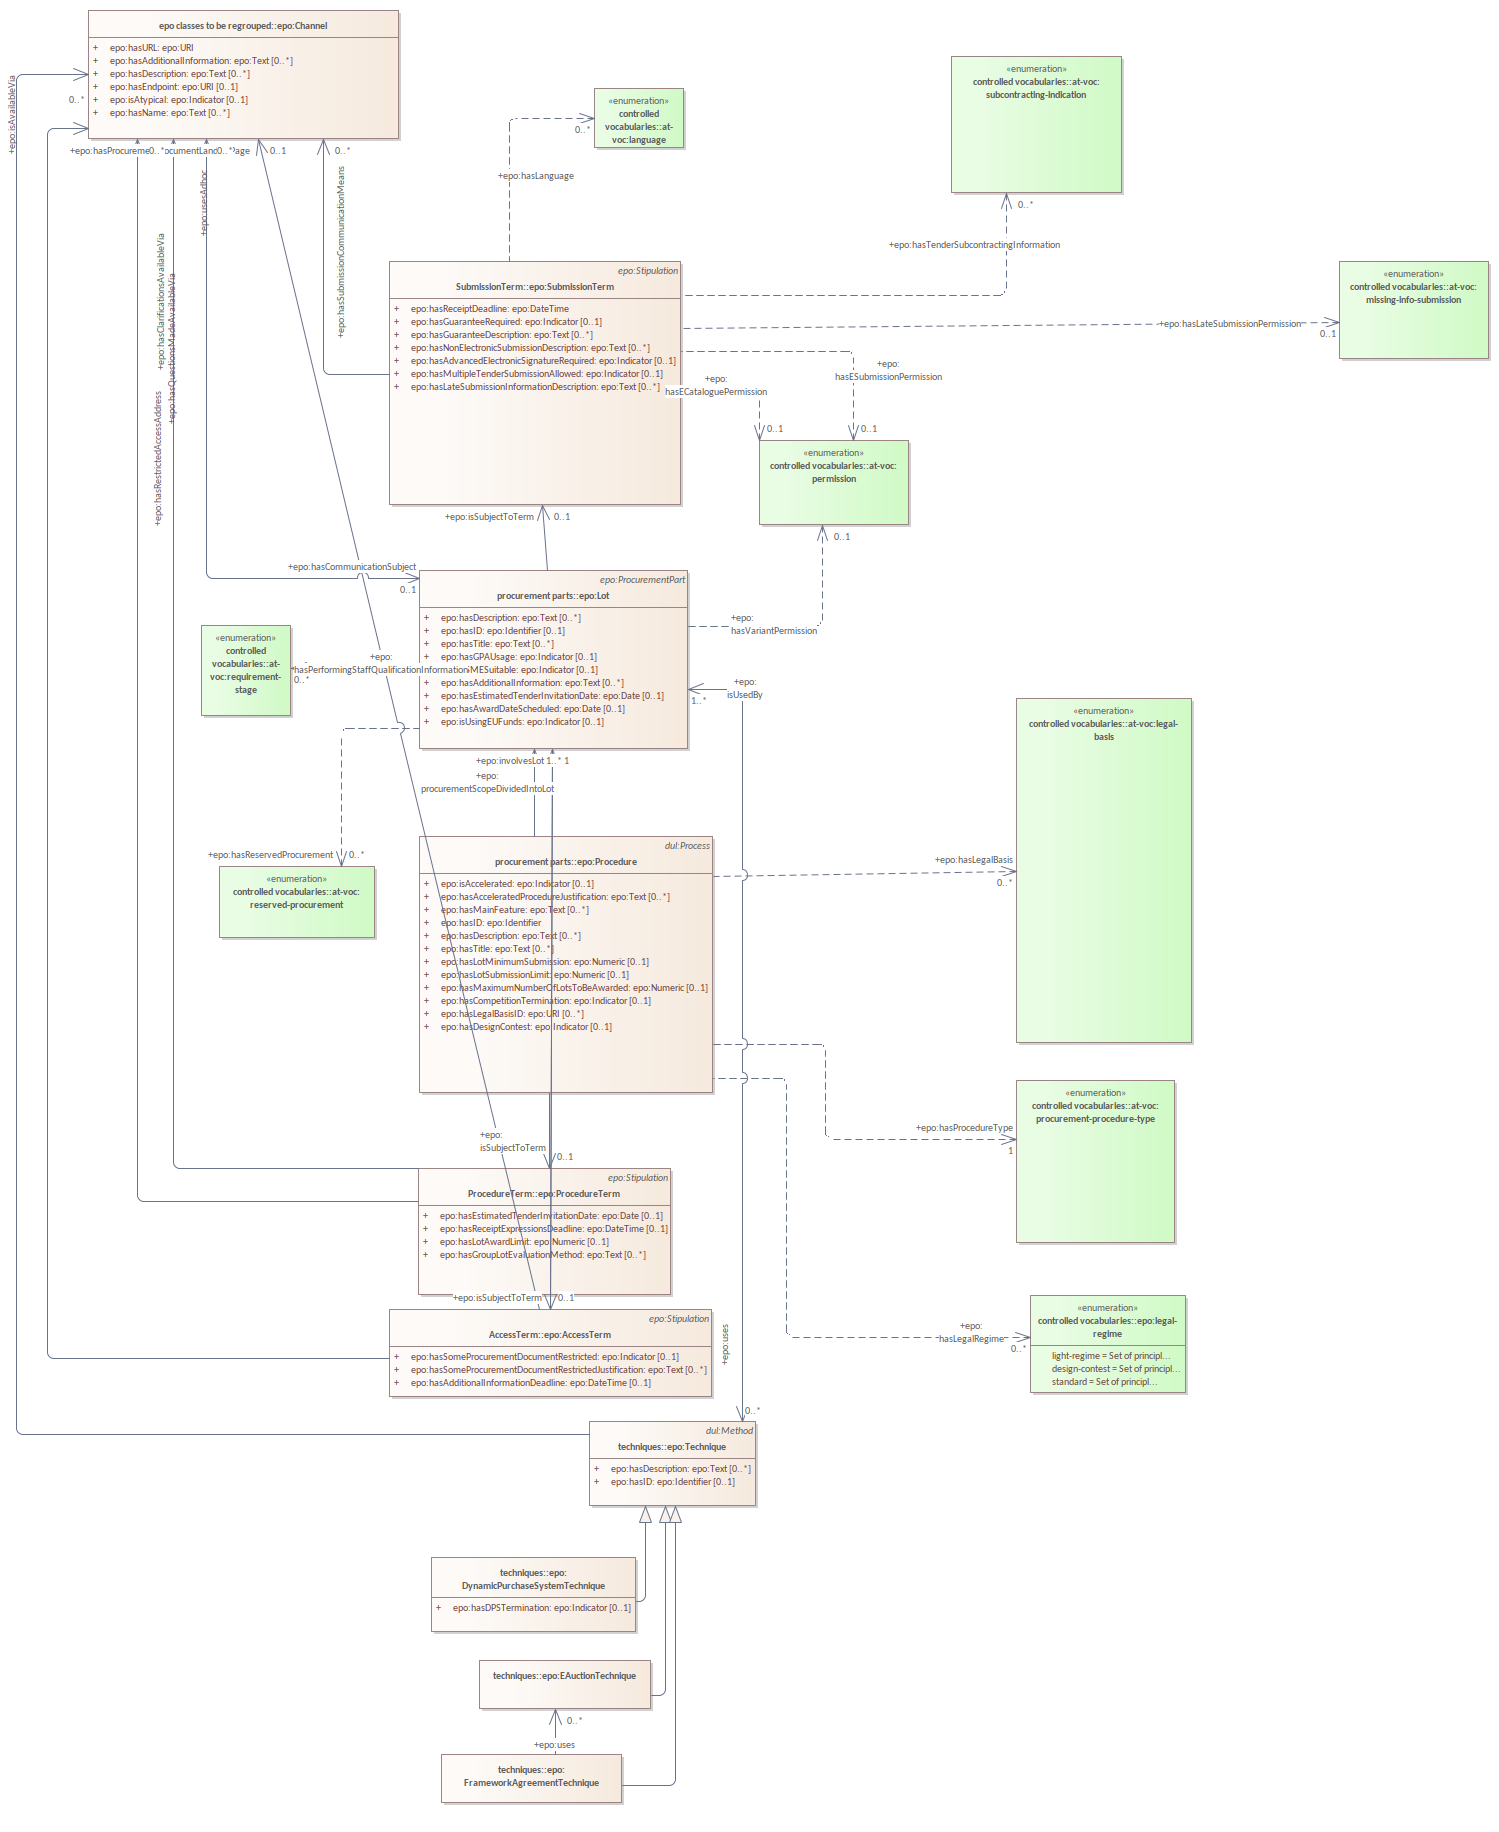 epo classes to be regrouped::epo:Channel
+ epo:hasURL: epo:URI
+ epo:hasAdditionalInformation: epo:Text [0..*]
+ epo:hasDescription: epo:Text [0..*]
+ epo:hasEndpoint: epo:URI [0..1]
+ epo:isAtypical: epo:Indicator [0..1]
+ epo:hasName: epo:Text [0..*]
+epo:isAvailableVia
0..*
+epo:hasProcureme
0..*
ocumentLand
0..*
age
0..1
0..*
+epo:usesAdhoc
+epo:hasSubmissionCommunicationMeans
+epo:hasClarificationsAvailableVia
+epo:hasQuestionsMadeAvailableVia
+epo:hasRestrictedAccessAddress
«enumeration»
controlled
vocabularies::at-
voc:language
0..*
+epo:hasLanguage
«enumeration»
controlled vocabularies::at-voc:
subcontracting-indication
0..*
+epo:hasTenderSubcontractingInformation
«enumeration»
controlled vocabularies::at-voc:
missing-info-submission
+epo:hasLateSubmissionPermission
0..1
epo:Stipulation
SubmissionTerm::epo:SubmissionTerm
+ epo:hasReceiptDeadline: epo:DateTime
+ epo:hasGuaranteeRequired: epo:Indicator [0..1]
+ epo:hasGuaranteeDescription: epo:Text [0..*]
+ epo:hasNonElectronicSubmissionDescription: epo:Text [0..*]
+ epo:hasAdvancedElectronicSignatureRequired: epo:Indicator [0..1]
+ epo:hasMultipleTenderSubmissionAllowed: epo:Indicator [0..1]
+ epo:hasLateSubmissionInformationDescription: epo:Text [0..*]
+epo:
hasESubmissionPermission
+epo:
hasECataloguePermission
0..1
0..1
«enumeration»
controlled vocabularies::at-voc:
permission
0..1
+epo:isSubjectToTerm
0..1
+epo:hasCommunicationSubject
0..1
epo:ProcurementPart
procurement parts::epo:Lot
+ epo:hasDescription: epo:Text [0..*]
+ epo:hasID: epo:Identifier [0..1]
+ epo:hasTitle: epo:Text [0..*]
+ epo:hasGPAUsage: epo:Indicator [0..1]
MESuitable: epo:Indicator [0..1]
+ epo:hasAdditionalInformation: epo:Text [0..*]
+ epo:hasEstimatedTenderInvitationDate: epo:Date [0..1]
+ epo:hasAwardDateScheduled: epo:Date [0..1]
+ epo:isUsingEUFunds: epo:Indicator [0..1]
+epo:
hasVariantPermission
«enumeration»
controlled
vocabularies::at-
voc:requirement-
stage
+epo:
hasPerformingStaffQualificationInformation
0..*
+epo:
isUsedBy
1..*
+epo:involvesLot 1..* 1
+epo:
procurementScopeDividedIntoLot
+epo:hasReservedProcurement
0..*
«enumeration»
controlled vocabularies::at-voc:
reserved-procurement
«enumeration»
controlled vocabularies::at-voc:legal-
basis
+epo:hasLegalBasis
0..*
dul:Process
procurement parts::epo:Procedure
+ epo:isAccelerated: epo:Indicator [0..1]
+ epo:hasAcceleratedProcedureJustification: epo:Text [0..*]
+ epo:hasMainFeature: epo:Text [0..*]
+ epo:hasID: epo:Identifier
+ epo:hasDescription: epo:Text [0..*]
+ epo:hasTitle: epo:Text [0..*]
+ epo:hasLotMinimumSubmission: epo:Numeric [0..1]
+ epo:hasLotSubmissionLimit: epo:Numeric [0..1]
+ epo:hasMaximumNumberOfLotsToBeAwarded: epo:Numeric [0..1]
+ epo:hasCompetitionTermination: epo:Indicator [0..1]
+ epo:hasLegalBasisID: epo:URI [0..*]
+ epo:hasDesignContest: epo:Indicator [0..1]
«enumeration»
controlled vocabularies::at-voc:
procurement-procedure-type
+epo:hasProcedureType
1
+epo:
isSubjectToTerm
0..1
epo:Stipulation
ProcedureTerm::epo:ProcedureTerm
+ epo:hasEstimatedTenderInvitationDate: epo:Date [0..1]
+ epo:hasReceiptExpressionsDeadline: epo:DateTime [0..1]
+ epo:hasLotAwardLimit: epo:Numeric [0..1]
+ epo:hasGroupLotEvaluationMethod: epo:Text [0..*]
+epo:isSubjectToTerm
0..1
epo:Stipulation
AccessTerm::epo:AccessTerm
+ epo:hasSomeProcurementDocumentRestricted: epo:Indicator [0..1]
+ epo:hasSomeProcurementDocumentRestrictedJustification: epo:Text [0..*]
+ epo:hasAdditionalInformationDeadline: epo:DateTime [0..1]
«enumeration»
controlled vocabularies::epo:legal-
regime
light-regime = Set of principl...
design-contest = Set of principl...
standard = Set of principl...
+epo:
hasLegalRegime
0..*
+epo:uses
0..*
dul:Method
techniques::epo:Technique
+ epo:hasDescription: epo:Text [0..*]
+ epo:hasID: epo:Identifier [0..1]
techniques::epo:
DynamicPurchaseSystemTechnique
+ epo:hasDPSTermination: epo:Indicator [0..1]
techniques::epo:EAuctionTechnique
0..*
+epo:uses
techniques::epo:
FrameworkAgreementTechnique